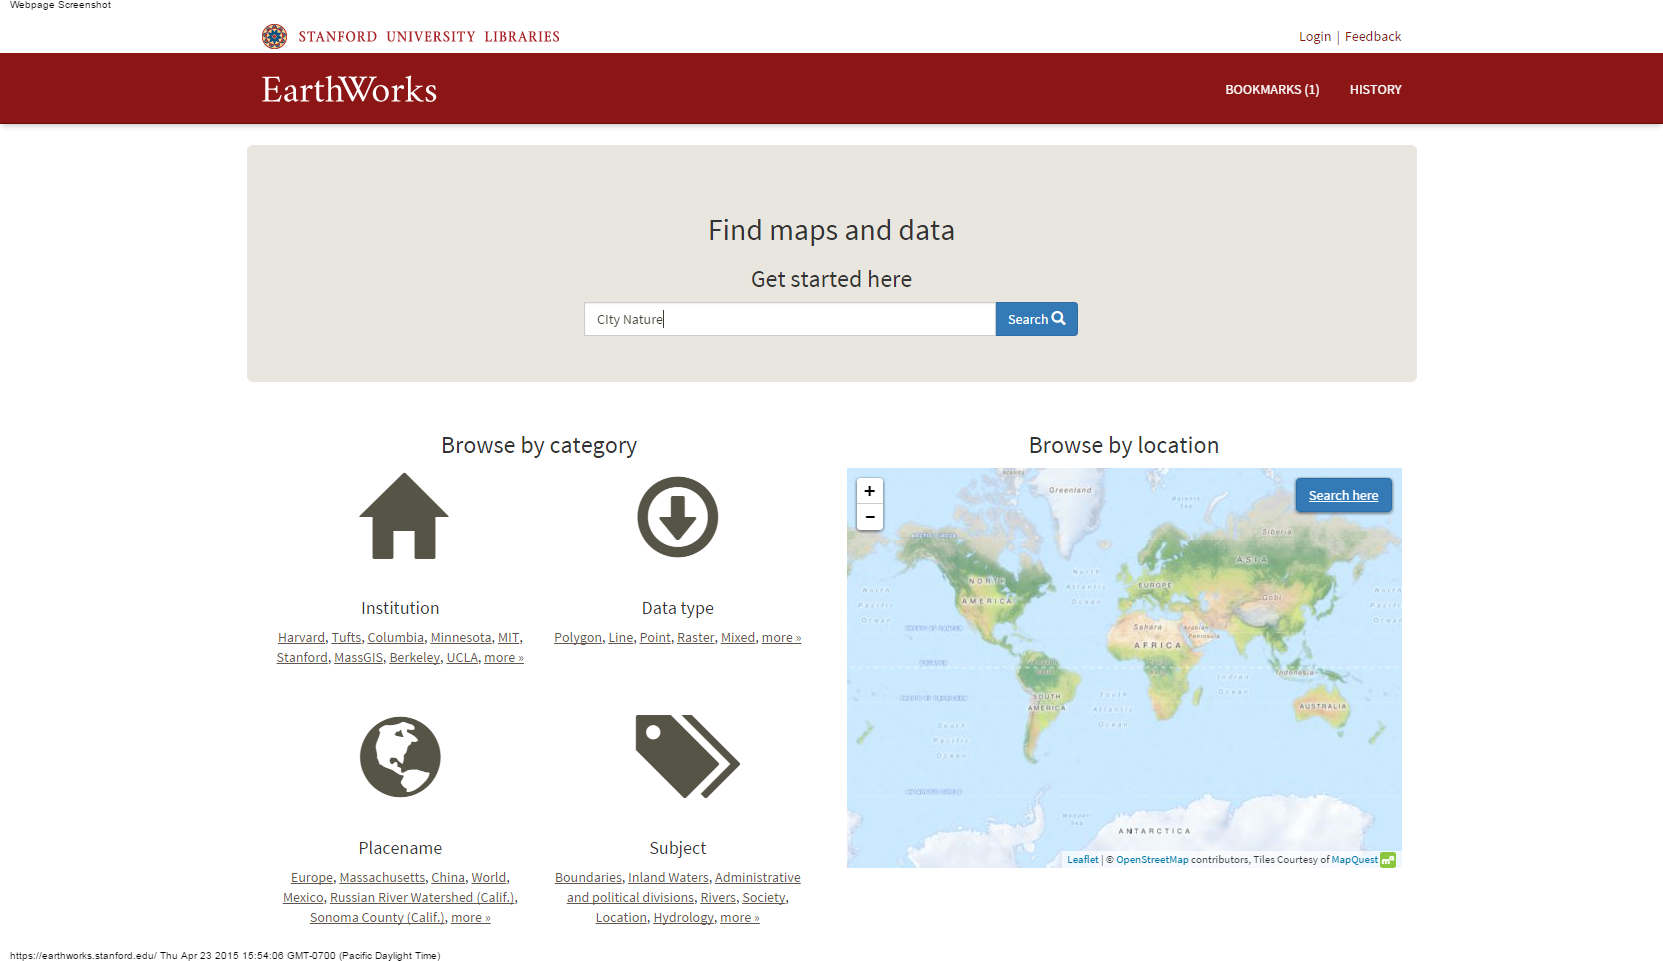 Webpage Screenshot
STANFORD UNIVERSITY LIBRARIES
Login | Feedback
EarthWorks
BOOKMARKS (1) HISTORY
Find maps and data
Get started here
CIty Nature
Search
Browse by category
Institution
Harvard, Tufts, Columbia, Minnesota, MIT,
Stanford, MassGIS, Berkeley, UCLA, more »
Data type
Polygon, Line, Point, Raster, Mixed, more »
Placename
Europe, Massachusetts, China, World,
Mexico, Russian River Watershed (Calif.),
Sonoma County (Calif.), more »
Subject
Boundaries, Inland Waters, Administrative
and political divisions, Rivers, Society,
Location, Hydrology, more »
Browse by location
+
−
Search here
Greenland
Siberia
ASIA
EUROPE
Gobi
NORTH
AMERICA
North
Atlantic
Ocean
North
Pacific
Ocean
Sahara
Arabian
Peninsula
AFRICA
Indian
Ocean
Indonesia
SOUTH
AMERICA
South
Atlantic
Ocean
South
Pacific
Ocean
AUSTRALIA
ANTARCTICA
Leaflet | © OpenStreetMap contributors, Tiles Courtesy of MapQuest
https://earthworks.stanford.edu/ Thu Apr 23 2015 15:54:06 GMT-0700 (Pacific Daylight Time)